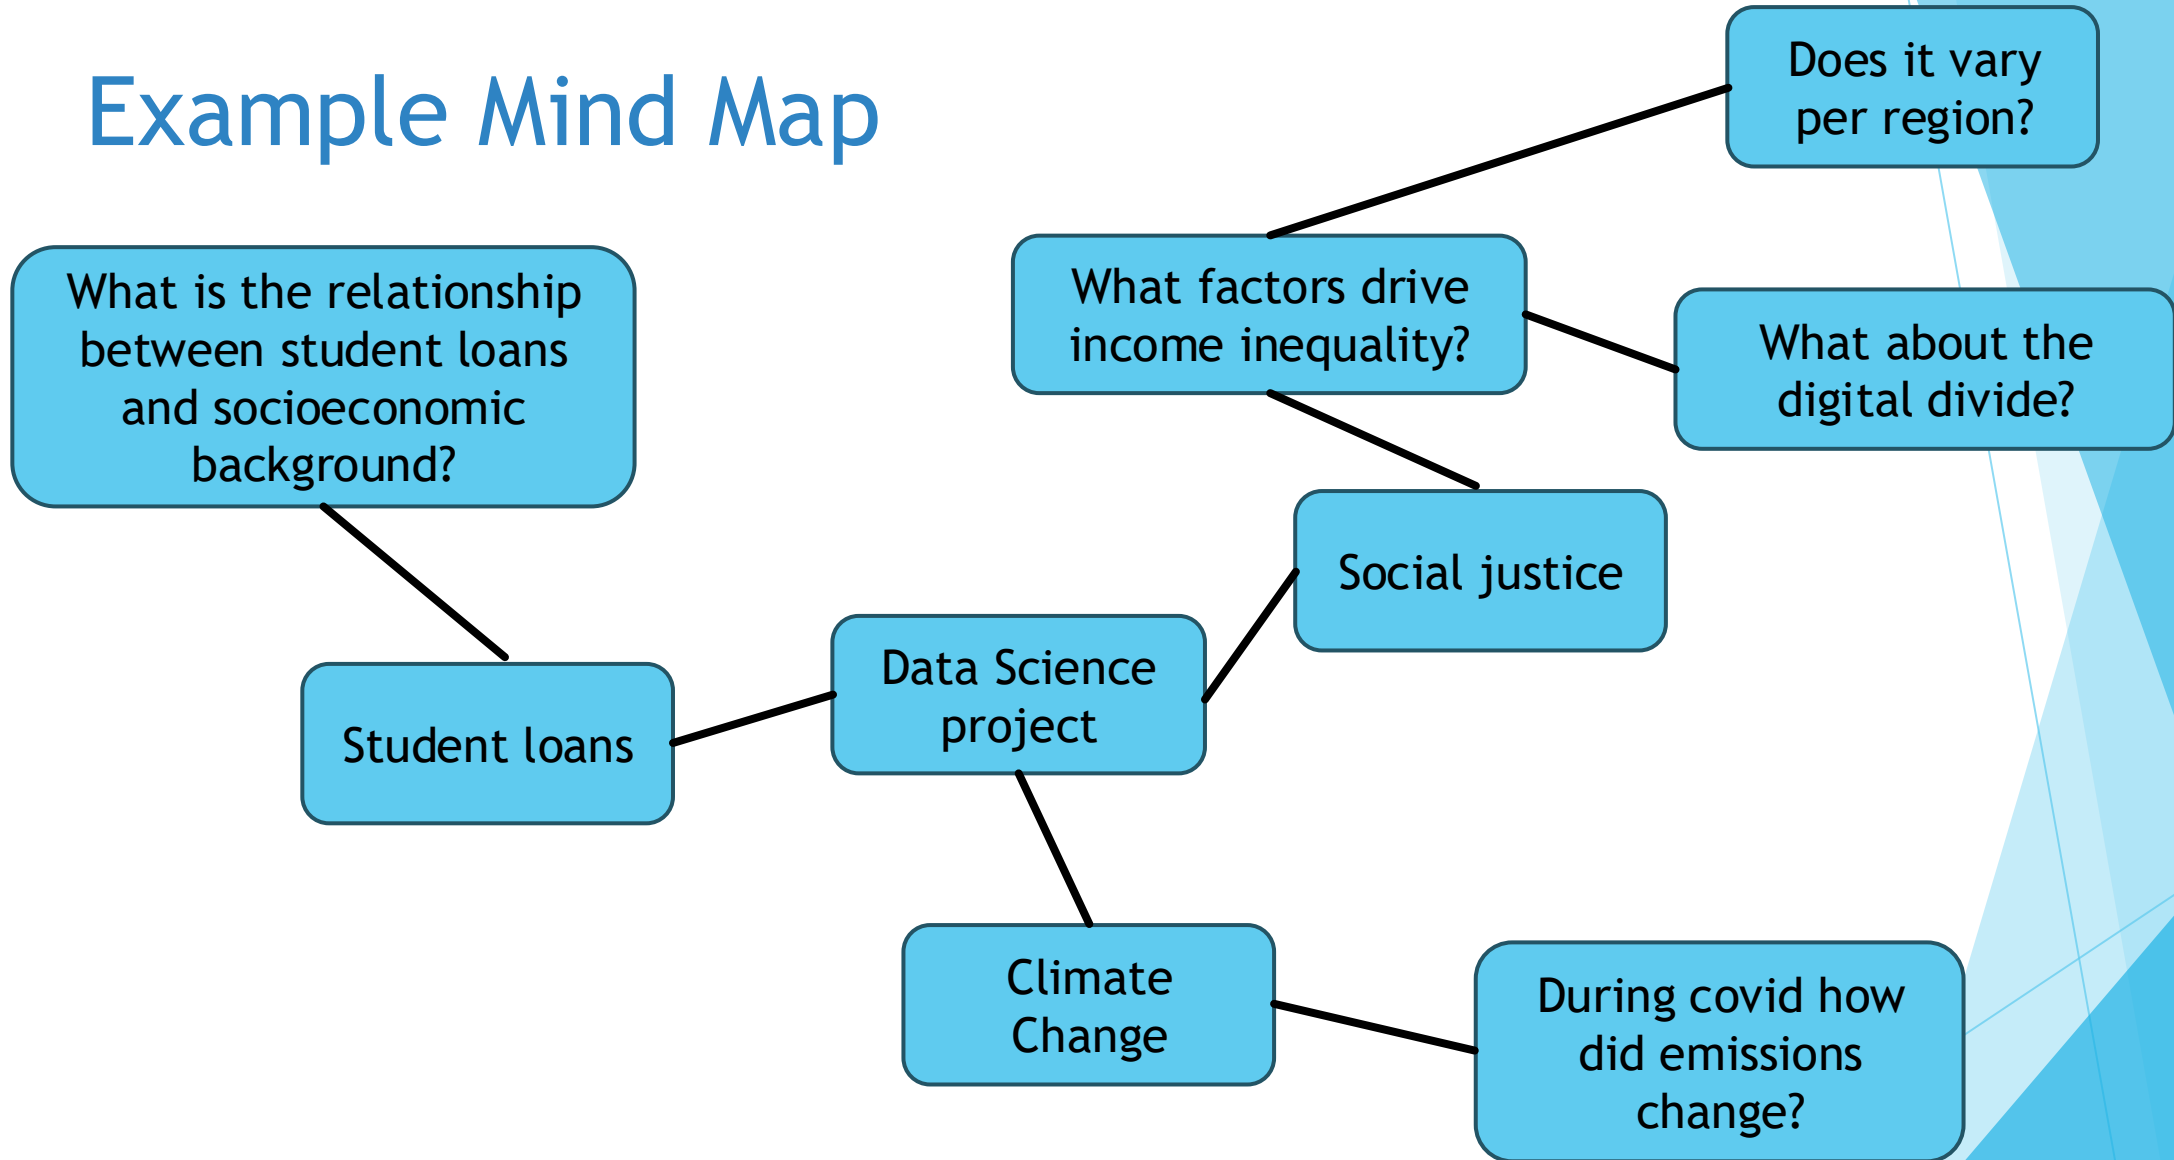 Example Mind Map
Does it vary
per region?
What is the relationship
between student loans
and socioeconomic
background?
What factors drive
income inequality?
What about the
digital divide?
Social justice
Data Science
project
Student loans
Climate
Change
During covid how
did emissions
change?